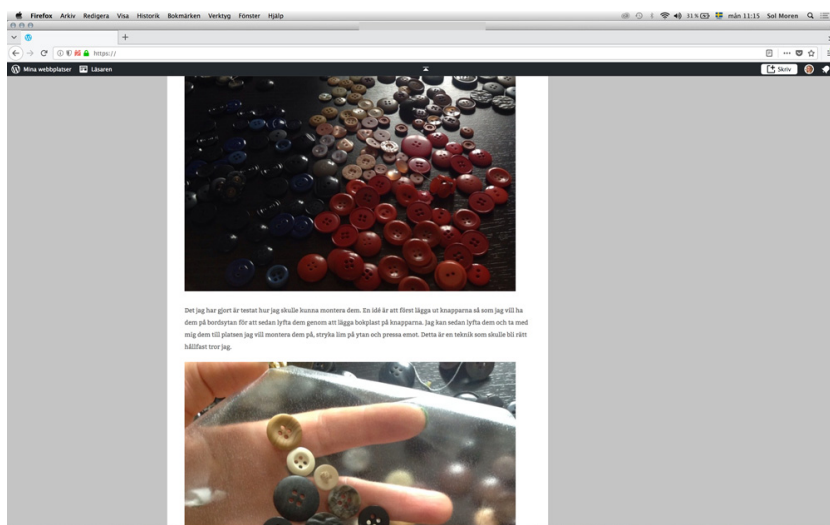 Firefox Arkiv Redigera Visa Historik Bokmärken Verktyg Fönster Hjälp
31 % mån 11:15 Sol Moren
https://
Mina webbplatser Läsaren Skriv
Det jag har gjort är testat hur jag skulle kunna montera dem. En idé är att först lägga ut knapparna så som jag vill ha
dem på bordsytan för att sedan lyfta dem genom att lägga bokplast på knapparna. Jag kan sedan lyfta dem och ta med
mig dem till platsen jag vill montera dem på, stryka lim på ytan och pressa emot. Detta är en teknik som skulle bli rätt
hållfast tror jag.